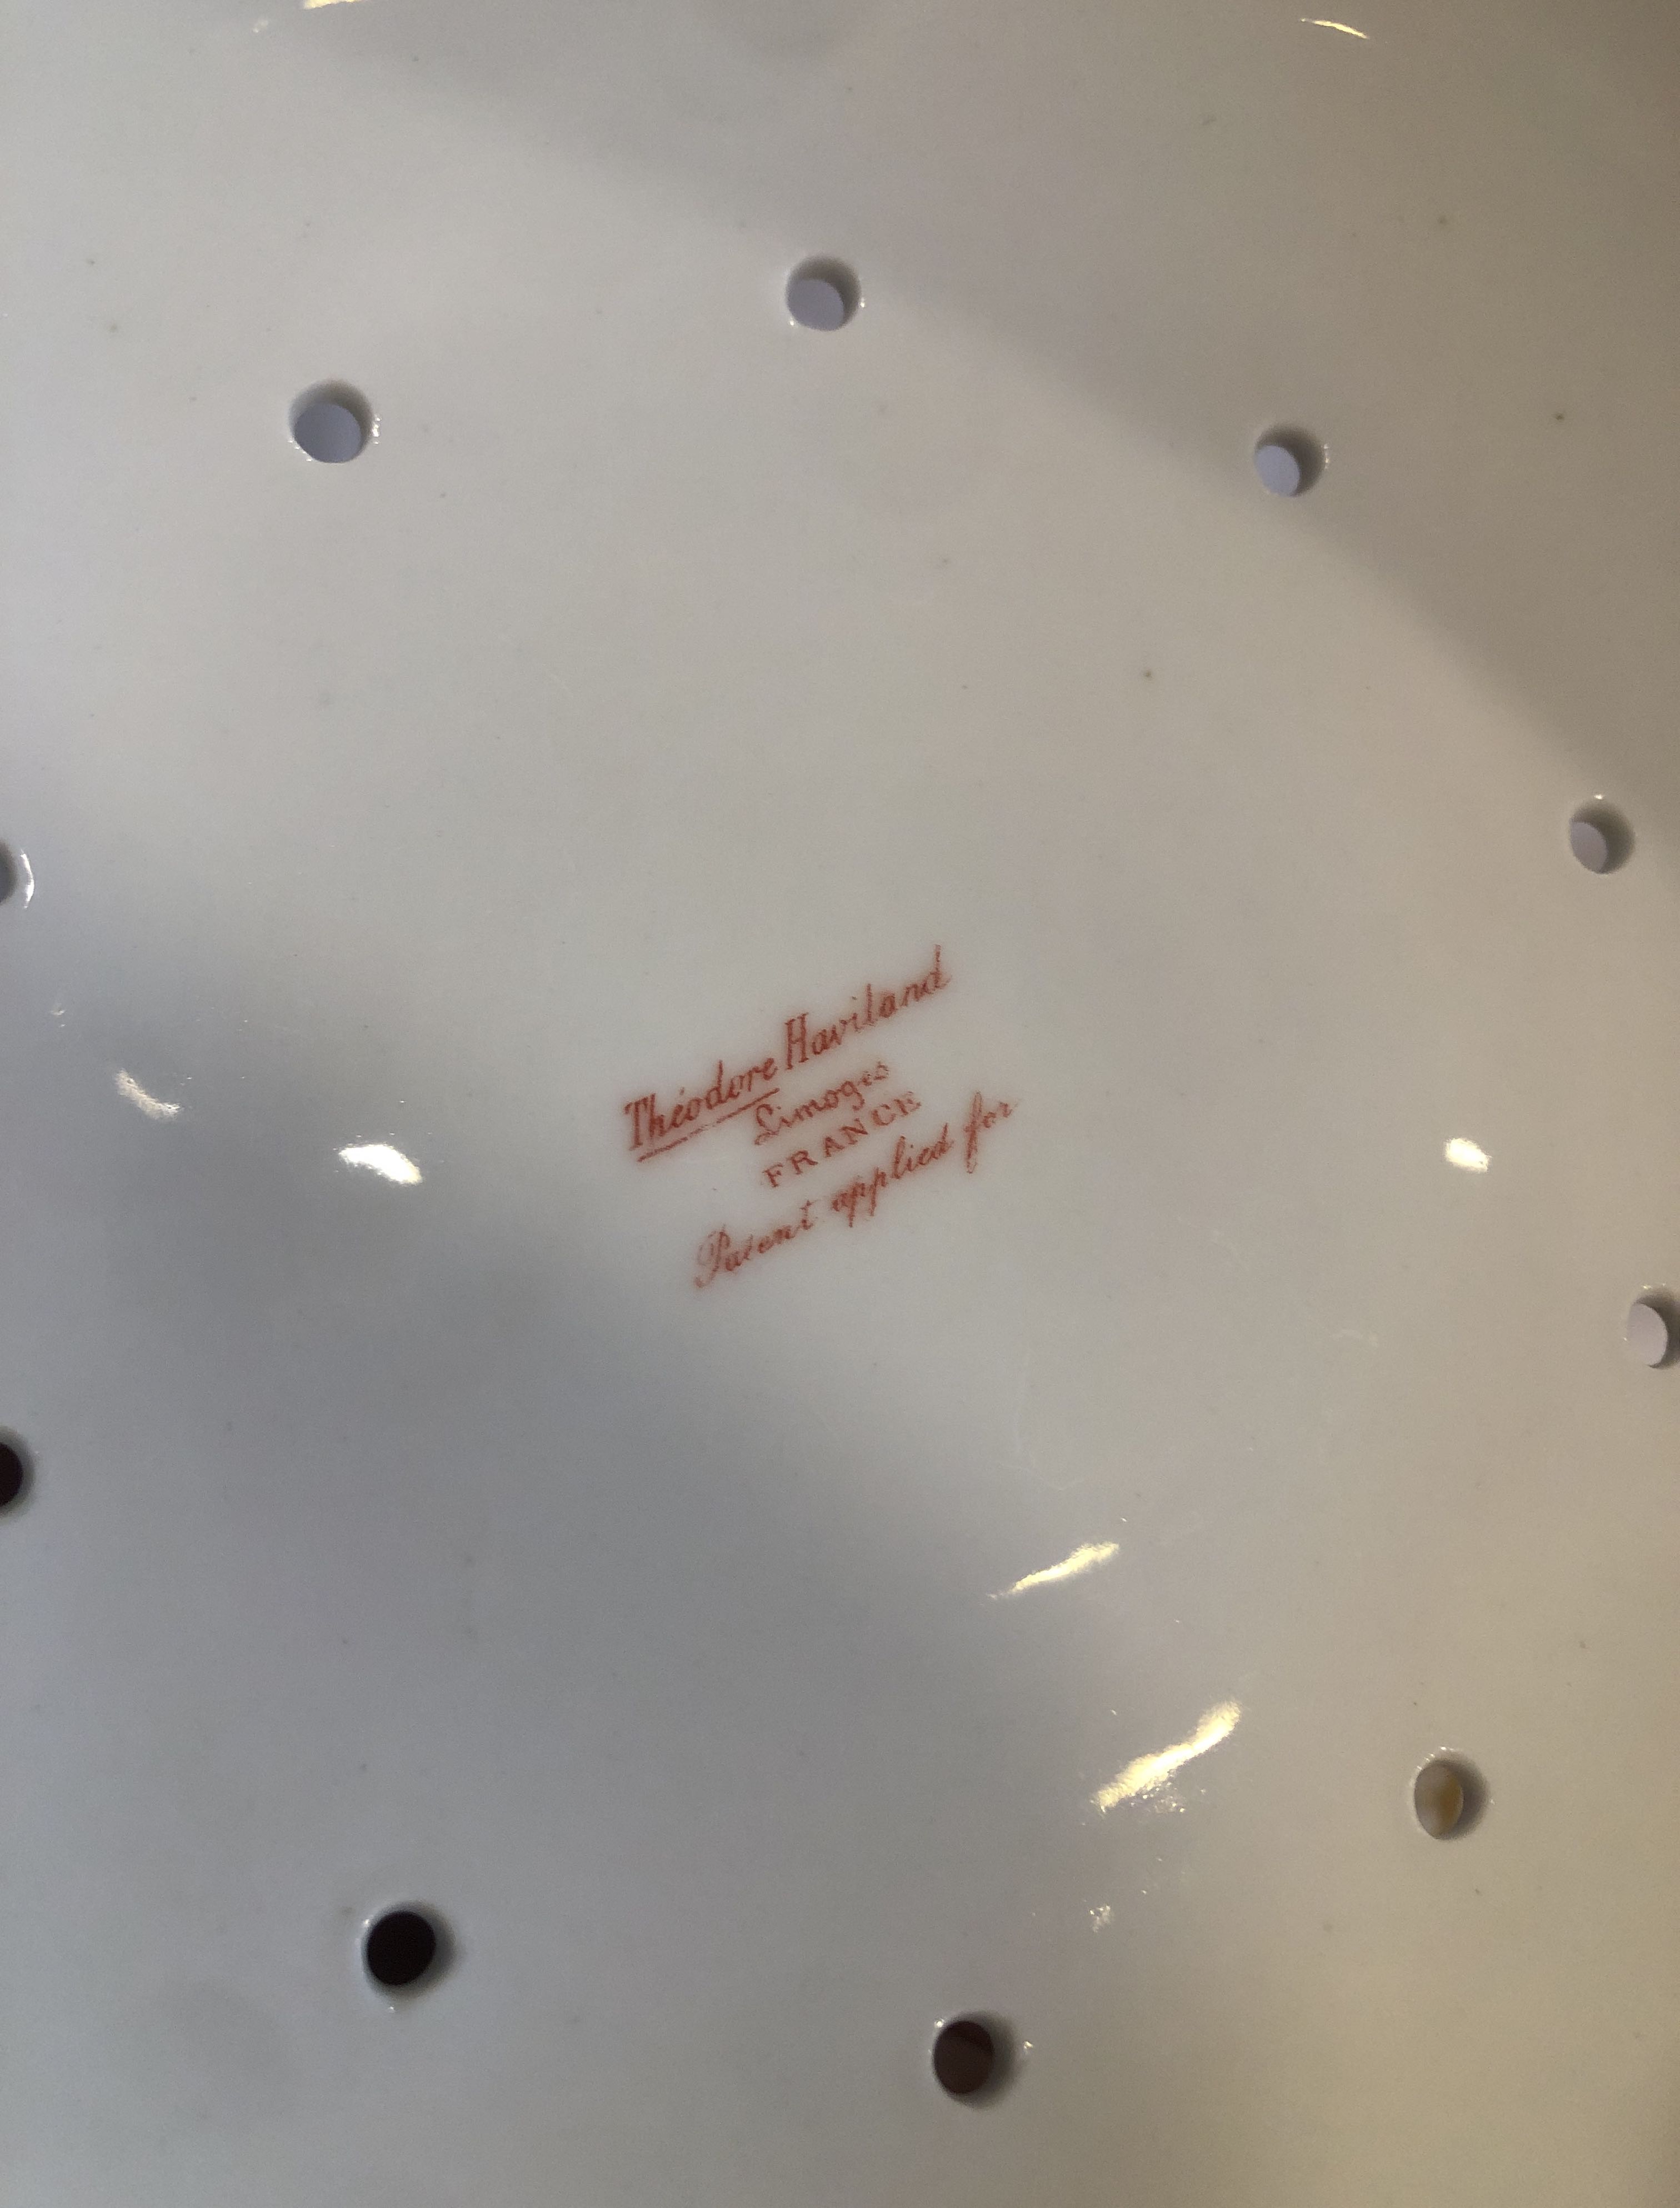 Théodore Haviland
Limoges
FRANCE
Patent applied for